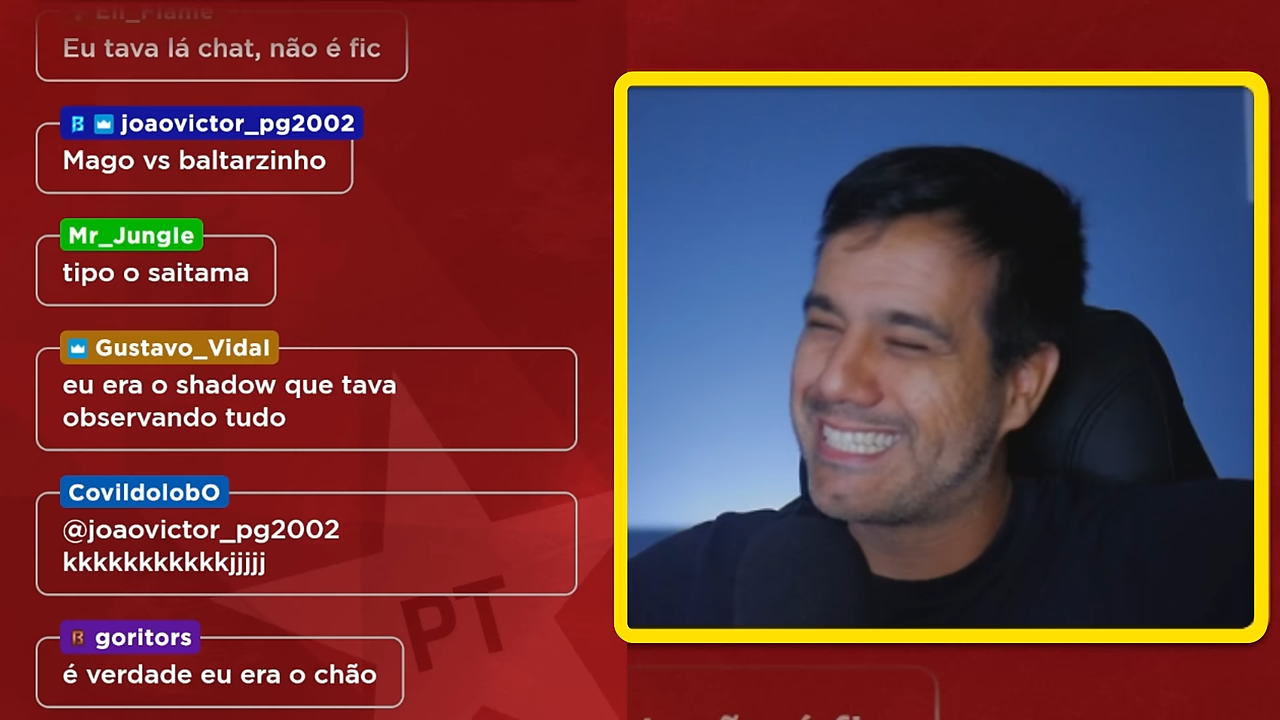 Eu tava lá chat, não é fic
joaovictor_pg2002
Mago vs baltarzinho
Mr_Jungle
tipo o saitama
Gustavo_Vidal
eu era o shadow que tava
observando tudo
CovildolobO
@joaovictor_pg2002
kkkkkkkkkkkjjjjj
goritors
é verdade eu era o chão
PT